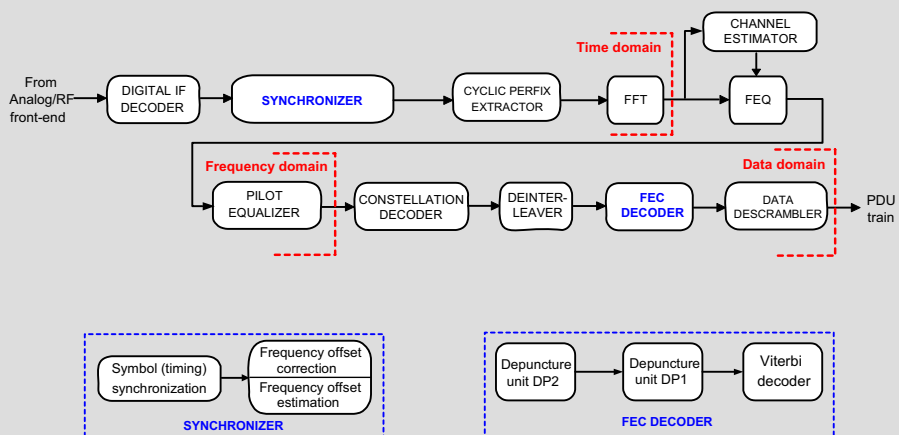 From
Analog/RF
front-end
DIGITAL IF
DECODER
SYNCHRONIZER
CYCLIC PERFIX
EXTRACTOR
Time domain
FFT
CHANNEL
ESTIMATOR
FEQ
Frequency domain
PILOT
EQUALIZER
CONSTELLATION
DECODER
DEINTER-
LEAVER
FEC
DECODER
Data domain
DATA
DESCRAMBLER
PDU
train
Symbol (timing)
synchronization
Frequency offset
correction
Frequency offset
estimation
SYNCHRONIZER
Depuncture
unit DP2
Depuncture
unit DP1
Viterbi
decoder
FEC DECODER